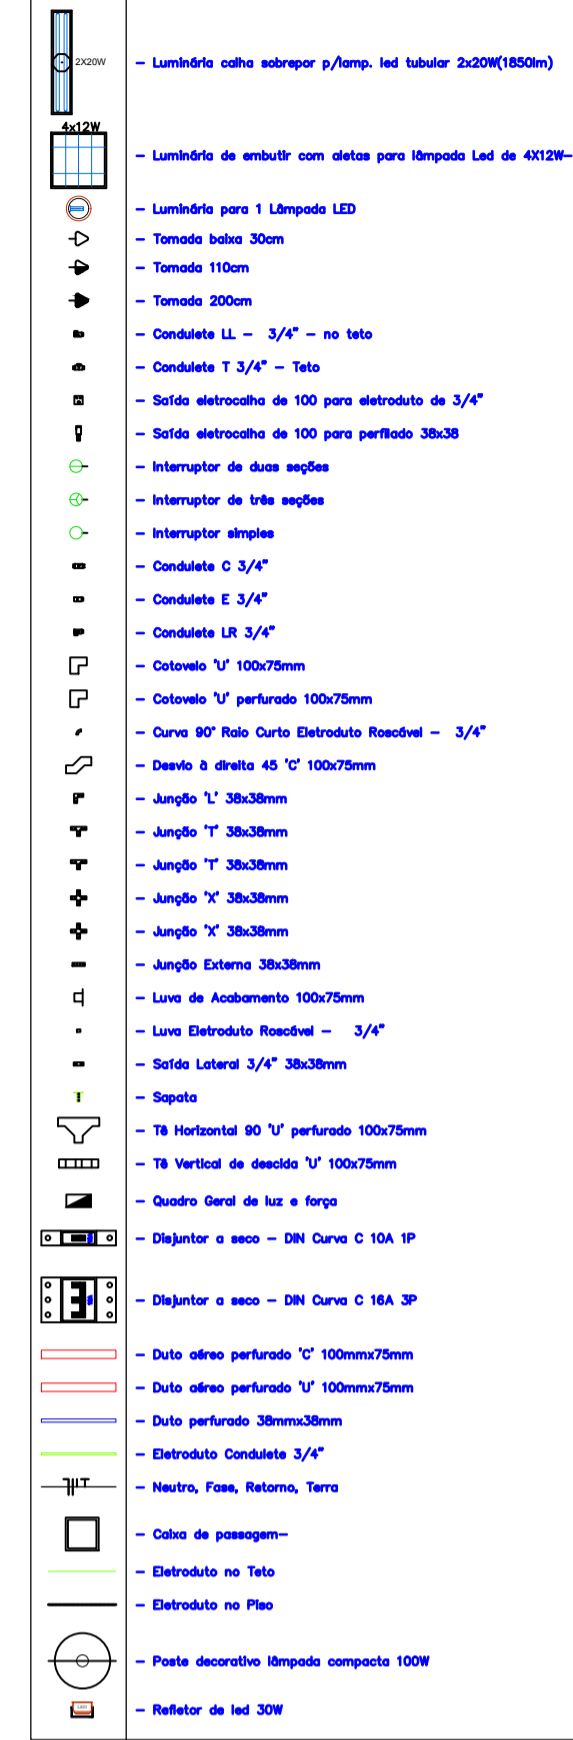 2X20W
— Luminária calha sobrepor p/lamp. led tubular 2x20W(1850lm)
4x12W
— Luminária de embutir com aletas para lâmpada Led de 4X12W—
— Luminária para 1 Lâmpada LED
— Tomada baixa 30cm
— Tomada 110cm
— Tomada 200cm
— Condulete LL — 3/4" — no teto
— Condulete T 3/4" — Teto
— Saída eletrocalha de 100 para eletroduto de 3/4"
— Saída eletrocalha de 100 para perfilado 38x38
— Interruptor de duas seções
— Interruptor de três seções
— Interruptor simples
— Condulete C 3/4"
— Condulete E 3/4"
— Condulete LR 3/4"
— Cotovelo 'U' 100x75mm
— Cotovelo 'U' perfurado 100x75mm
— Curva 90° Raio Curto Eletroduto Roscável — 3/4"
— Desvio à direita 45 'C' 100x75mm
— Junção 'L' 38x38mm
— Junção 'T' 38x38mm
— Junção 'T' 38x38mm
— Junção 'X' 38x38mm
— Junção 'X' 38x38mm
— Junção Externa 38x38mm
— Luva de Acabamento 100x75mm
— Luva Eletroduto Roscável — 3/4"
— Saída Lateral 3/4" 38x38mm
— Sapata
— Tê Horizontal 90 'U' perfurado 100x75mm
— Tê Vertical de descida 'U' 100x75mm
— Quadro Geral de luz e força
— Disjuntor a seco — DIN Curva C 10A 1P
— Disjuntor a seco — DIN Curva C 16A 3P
— Duto aéreo perfurado 'C' 100mmx75mm
— Duto aéreo perfurado 'U' 100mmx75mm
— Duto perfurado 38mmx38mm
— Eletroduto Condulete 3/4"
— Neutro, Fase, Retorno, Terra
— Caixa de passagem—
— Eletroduto no Teto
— Eletroduto no Piso
— Poste decorativo lâmpada compacta 100W
LED
— Refletor de led 30W